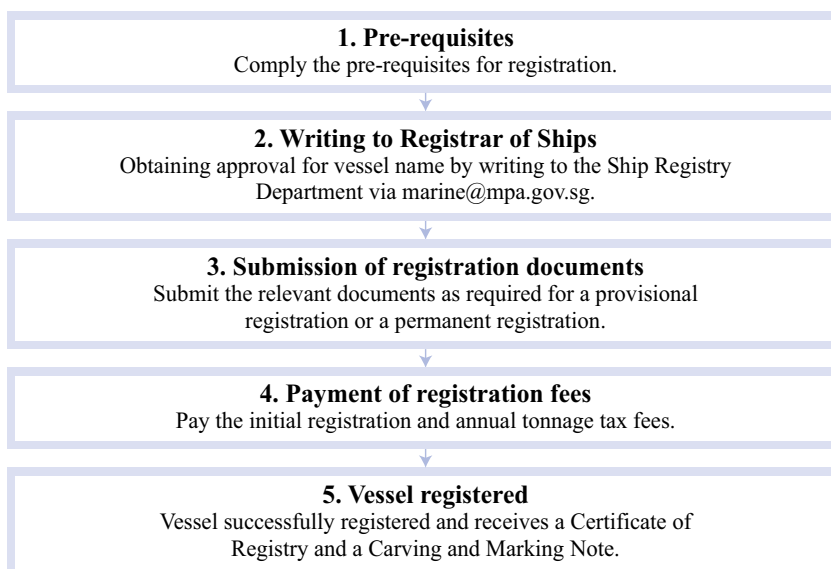 1. Pre-requisites
Comply the pre-requisites for registration.
2. Writing to Registrar of Ships
Obtaining approval for vessel name by writing to the Ship Registry
Department via marine@mpa.gov.sg.
3. Submission of registration documents
Submit the relevant documents as required for a provisional
registration or a permanent registration.
4. Payment of registration fees
Pay the initial registration and annual tonnage tax fees.
5. Vessel registered
Vessel successfully registered and receives a Certificate of
Registry and a Carving and Marking Note.